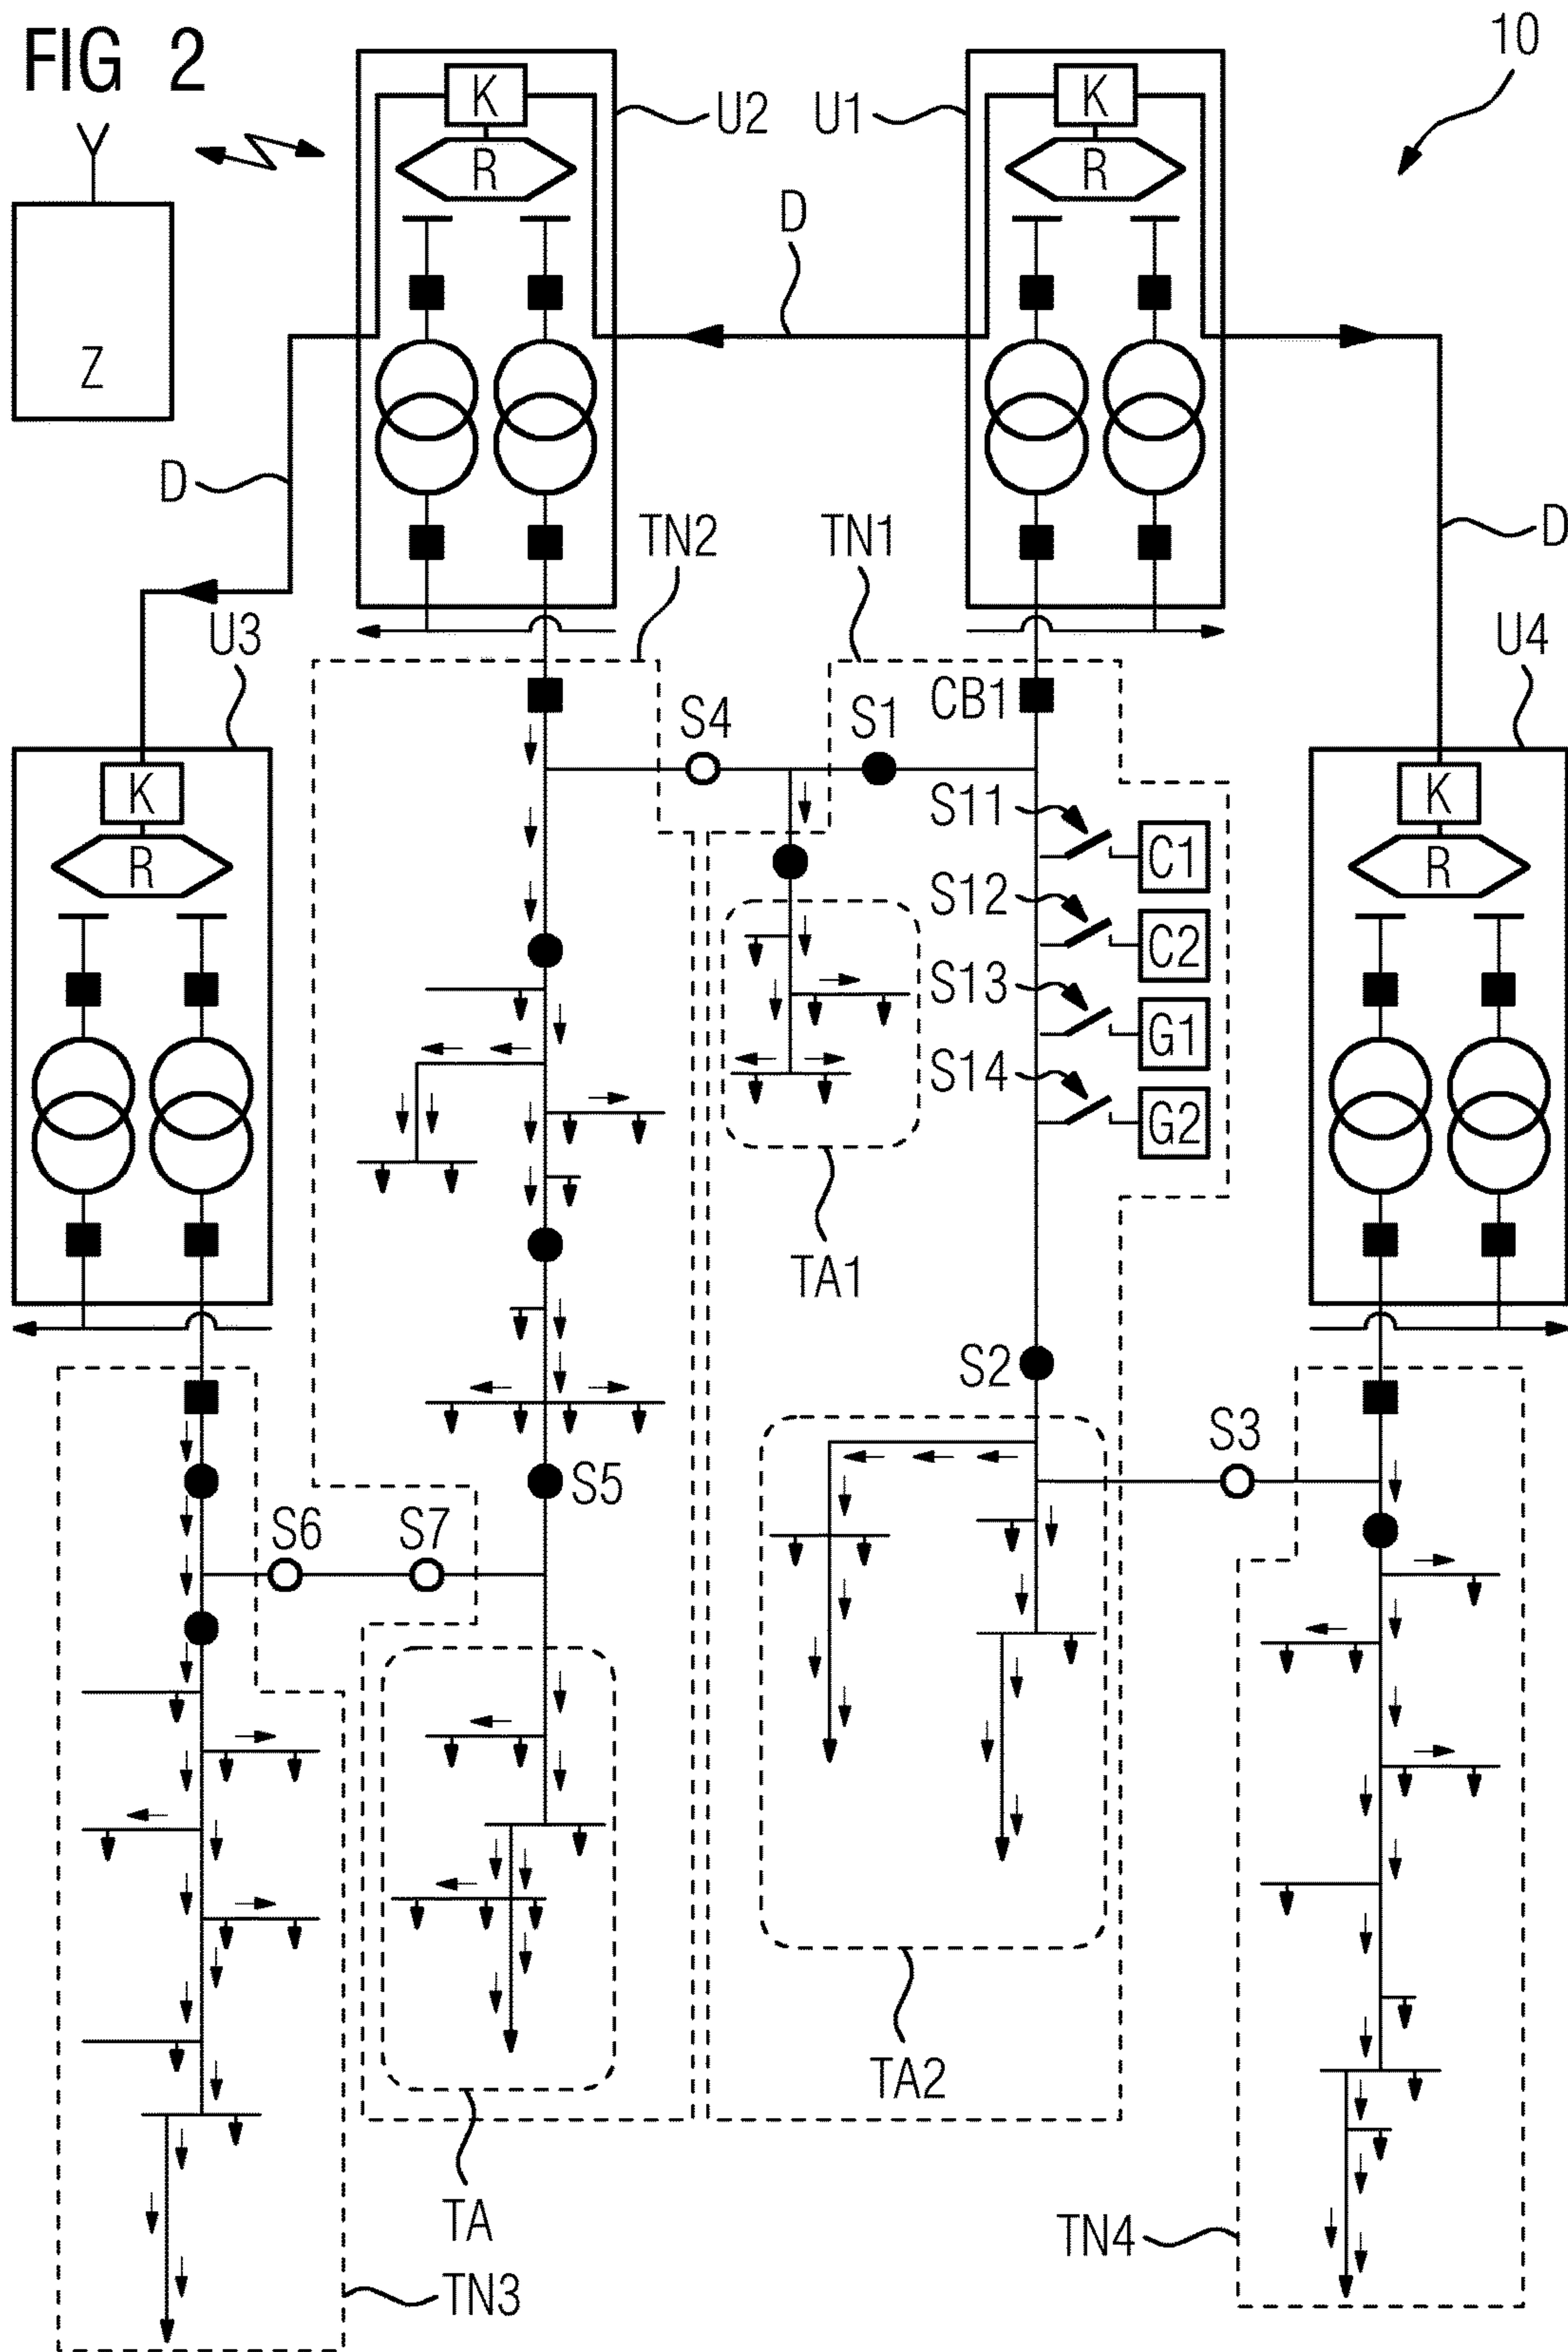 FIG 2
10
K
U2
U1
K
R
R
D
Z
D
TN2
TN1
D
U3
U4
CB1
S4
S1
K
S11
K
R
C1
R
S12
C2
S13
G1
S14
G2
TA1
S2
S3
S5
S6
S7
TA2
TA
TN4
TN3